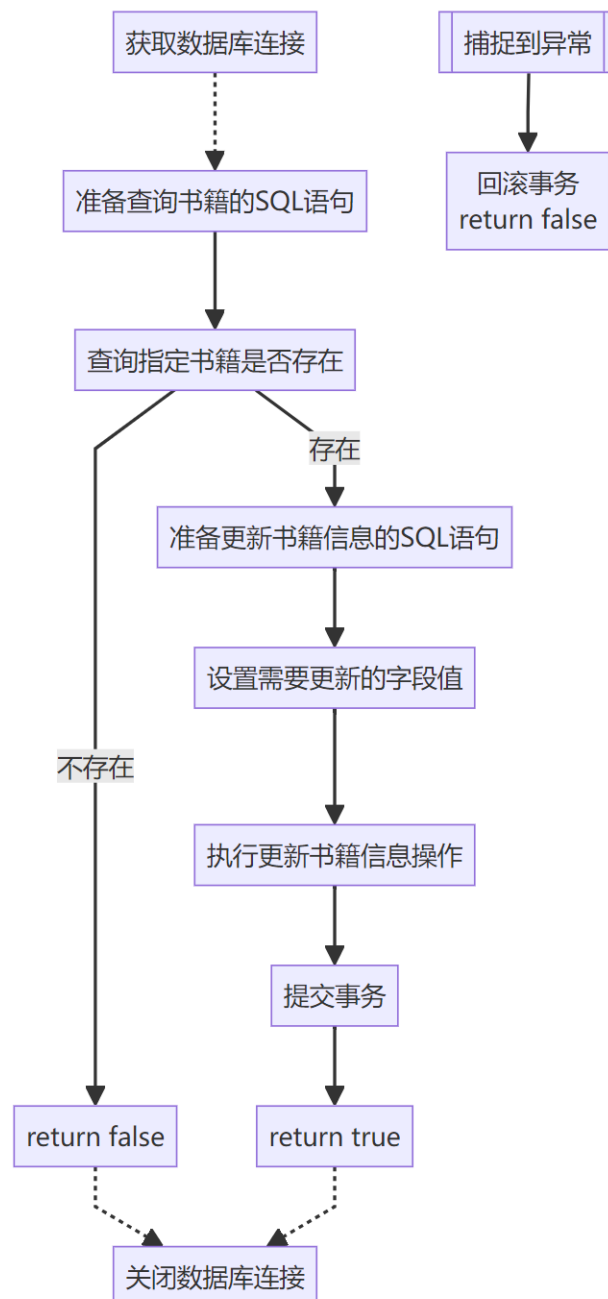 获取数据库连接
捕捉到异常
准备查询书籍的SQL语句
回滚事务
return false
查询指定书籍是否存在
存在
准备更新书籍信息的SQL语句
设置需要更新的字段值
不存在
执行更新书籍信息操作
提交事务
return false
return true
关闭数据库连接